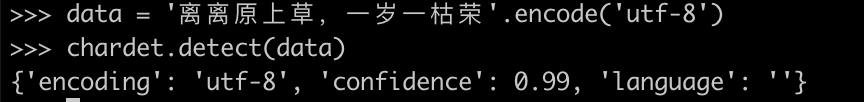 >>> data = '离离原上草，一岁一枯荣'.encode('utf-8')
>>> chardet.detect(data)
{'encoding': 'utf-8', 'confidence': 0.99, 'language': ''}